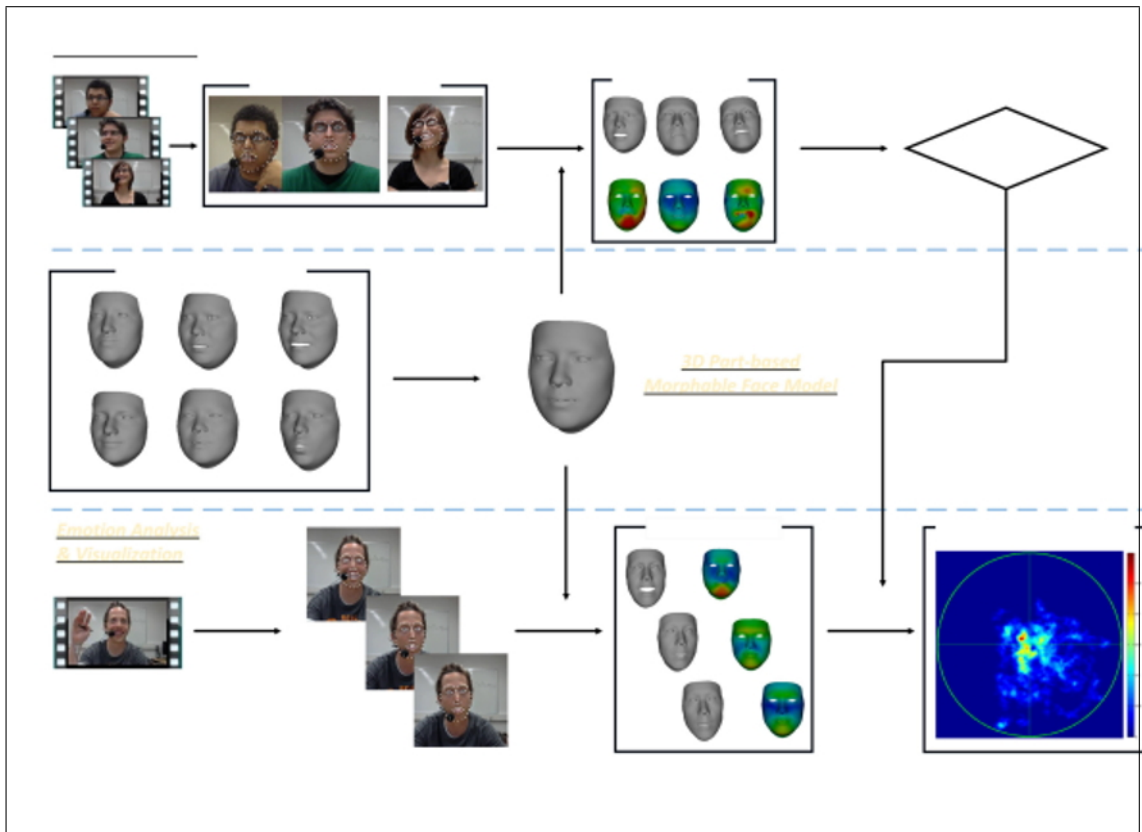 3D Part-based
Morphable Face Model
Emotion Analysis
& Visualization